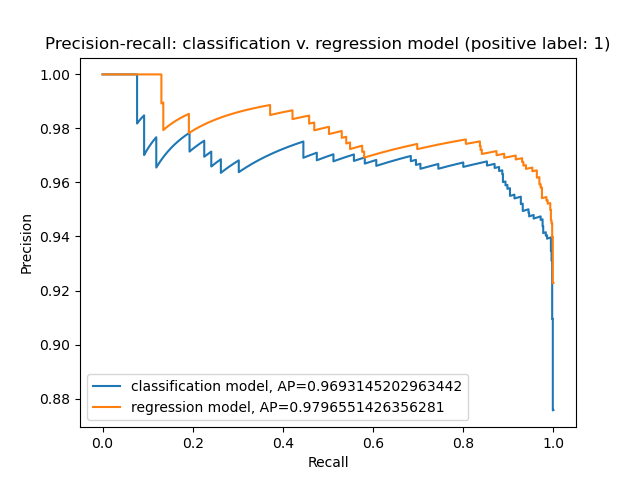 Precision-recall: classification v. regression model (positive label: 1)
1.00
0.98
0.96
0.94
0.92
0.90
0.88
Precision
classification model, AP=0.9693145202963442
regression model, AP=0.9796551426356281
0.0 0.2 0.4 0.6 0.8 1.0
Recall